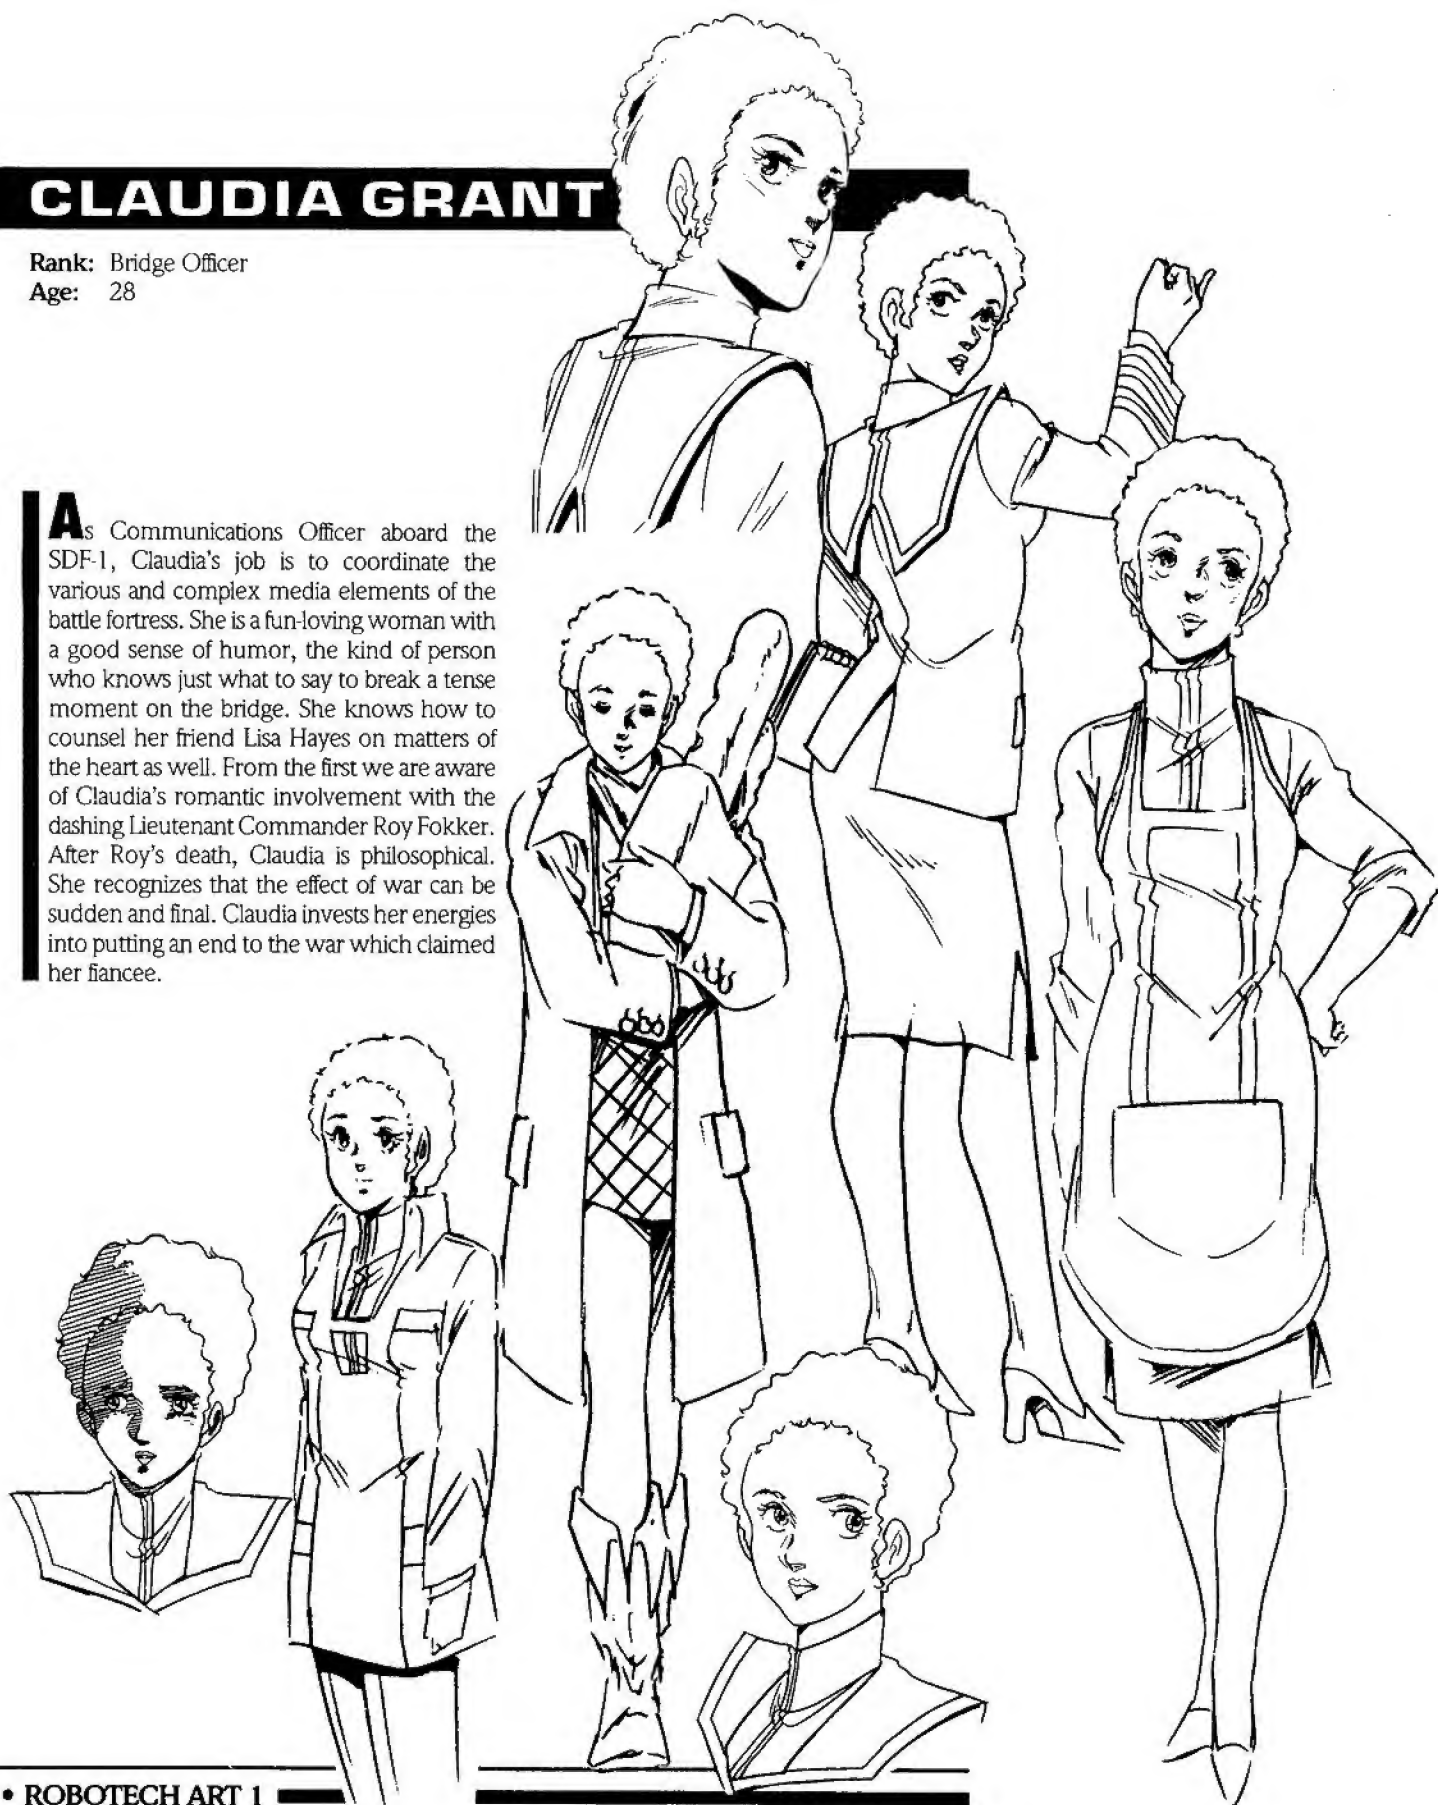 CLAUDIA GRANT
Rank: Bridge Officer
Age: 28
As Communications Officer aboard the
SDF-1, Claudia's job is to coordinate the
various and complex media elements of the
battle fortress. She is a fun-loving woman with
a good sense of humor, the kind of person
who knows just what to say to break a tense
moment on the bridge. She knows how to
counsel her friend Lisa Hayes on matters of
the heart as well. From the first we are aware
of Claudia's romantic involvement with the
dashing Lieutenant Commander Roy Fokker.
After Roy's death, Claudia is philosophical.
She recognizes that the effect of war can be
sudden and final. Claudia invests her energies
into putting an end to the war which claimed
her fiancee.
• ROBOTECH ART 1